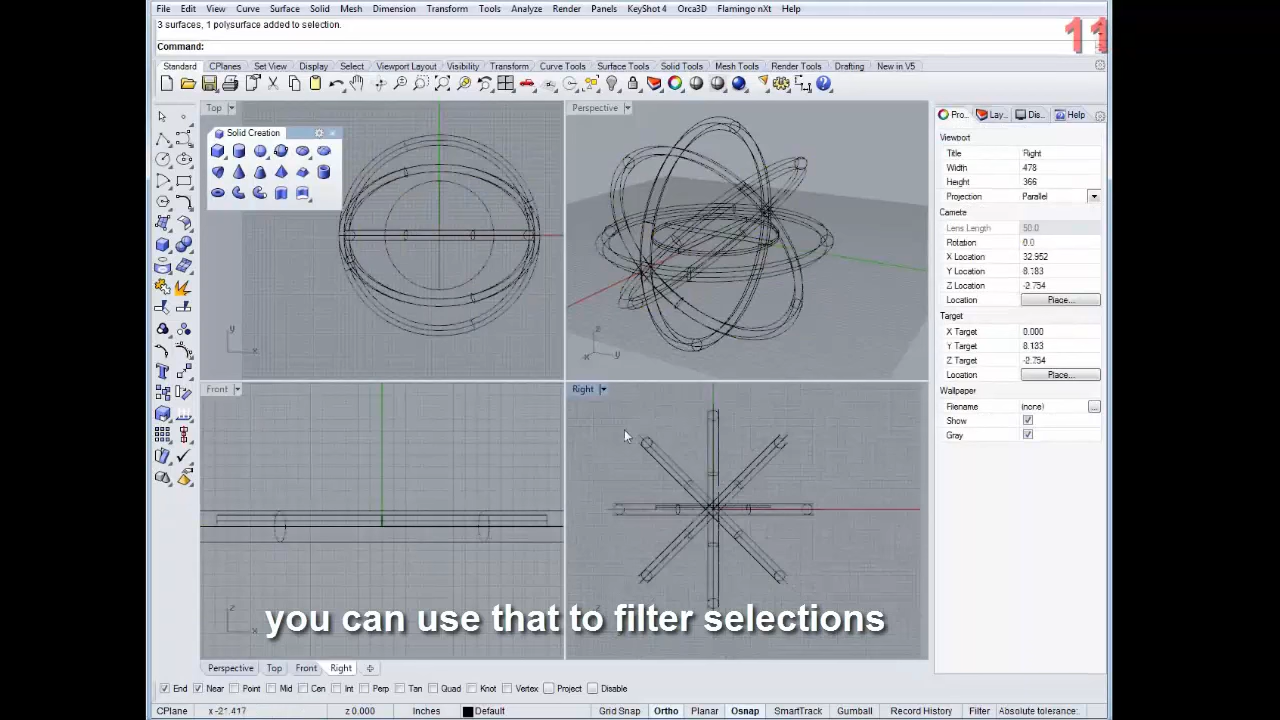 File Edit View Curve Surface Solid Mesh Dimension Transform Tools Analyze Render Panels KeyShot 4 Orca3D Flamingo nXt Help
3 surfaces, 1 polysurface added to selection.
11
Command:
Standard CPlanes Set View Display Select Viewport Layout Visibility Transform Curve Tools Surface Tools Solid Tools Mesh Tools Render Tools Drafting New in V5
Top
Perspective
Pro... Lay... Dis... Help
Solid Creation
Viewport
Title Right
Width 478
Height 366
Projection Parallel
Camera
Lens Length 50.0
Rotation 0.0
X Location 32.952
Y Location 8.183
Z Location -2.754
Location Place...
Target
X Target 0.000
Y Target 8.133
Z Target -2.754
Location Place...
Wallpaper
Filename (none) ...
Show
Gray
y
x
z
x y
Front
Right
z
x
you can use that to filter selections
Perspective Top Front Right
End Near Point Mid Cen Int Perp Tan Quad Knot Vertex Project Disable
CPlane x -21.417 z 0.000 Inches Default Grid Snap Ortho Planar Osnap SmartTrack Gumball Record History Filter Absolute tolerance: